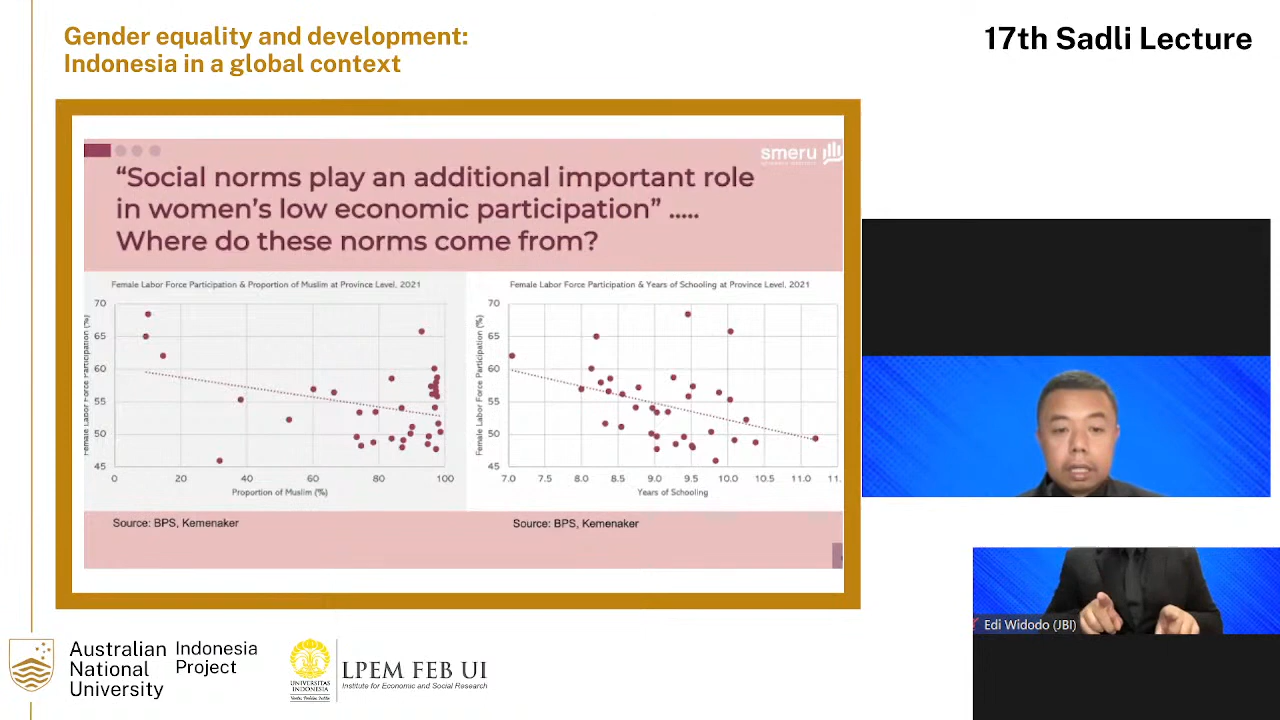 Gender equality and development:
Indonesia in a global context
17th Sadli Lecture
smeru
“Social norms play an additional important role
in women’s low economic participation” .....
Where do these norms come from?
Female Labor Force Participation & Proportion of Muslim at Province Level, 2021
Female Labor Force Participation (%)
70
65
60
55
50
45
0
20
40
60
80
100
Proportion of Muslim (%)
Female Labor Force Participation & Years of Schooling at Province Level, 2021
Female Labor Force Participation (%)
70
65
60
55
50
45
7.0
7.5
8.0
8.5
9.0
9.5
10.0
10.5
11.0
11.
Years of Schooling
Source: BPS, Kemenaker
Source: BPS, Kemenaker
Edi Widodo (JBI)
Australian
National
University
Indonesia
Project
UNIVERSITAS
INDONESIA
LPEM FEB UI
Institute for Economic and Social Research